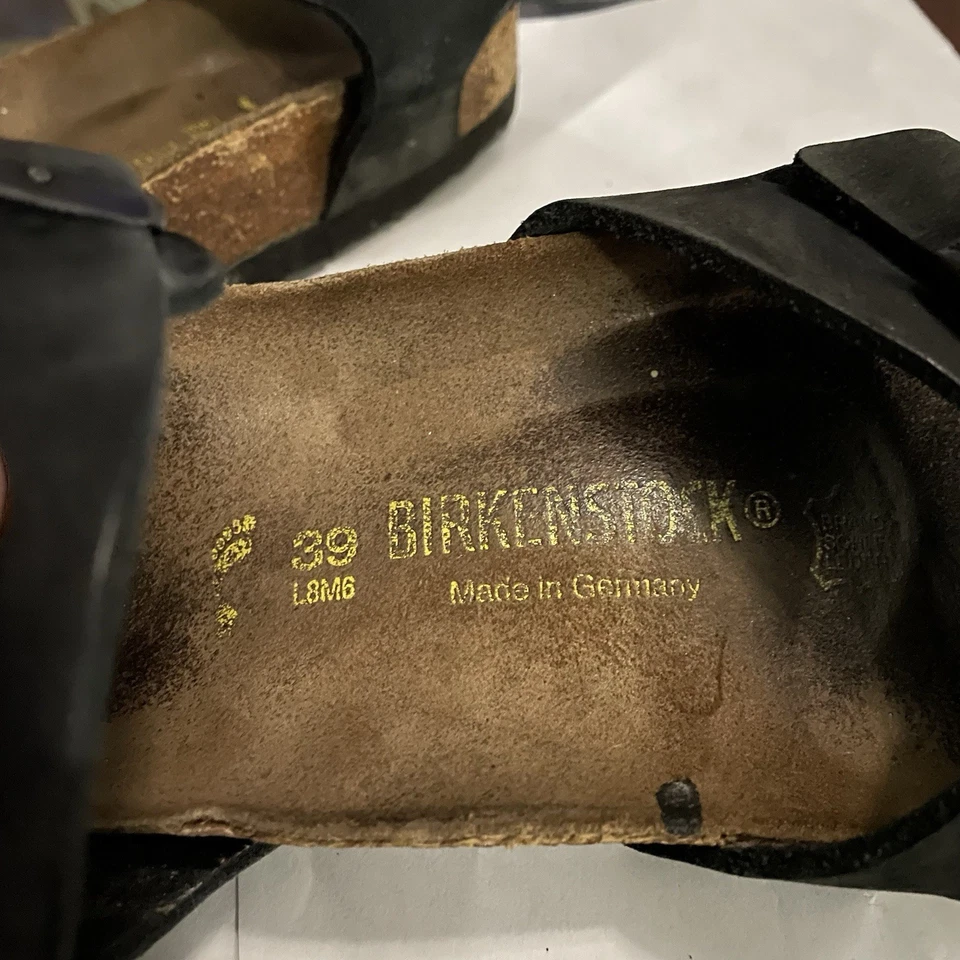 39
L8M6
BIRKENSTOCK®
Made in Germany